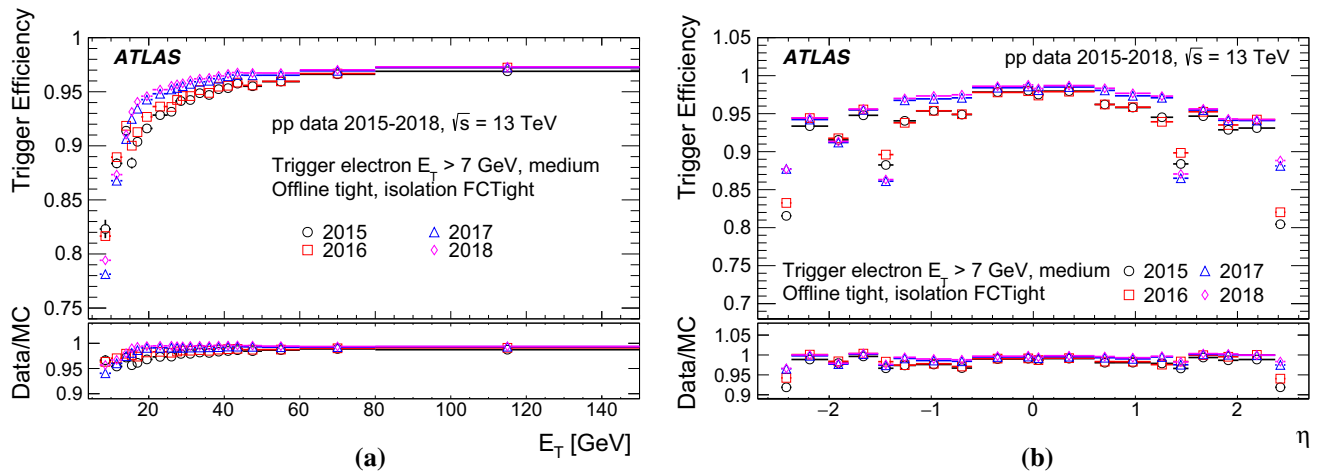 Trigger Efficiency
1
0.95
0.9
0.85
0.8
0.75
ATLAS
pp data 2015-2018, √s = 13 TeV
Trigger electron E_T > 7 GeV, medium
Offline tight, isolation FCTight
2015
2017
2016
2018
Data/MC
1
0.95
0.9
20 40 60 80 100 120 140
E_T [GeV]
(a)
Trigger Efficiency
1.05
1
0.95
0.9
0.85
0.8
0.75
0.7
ATLAS
pp data 2015-2018, √s = 13 TeV
Trigger electron E_T > 7 GeV, medium
Offline tight, isolation FCTight
2015
2017
2016
2018
Data/MC
1.05
1
0.95
0.9
−2 −1 0 1 2
η
(b)